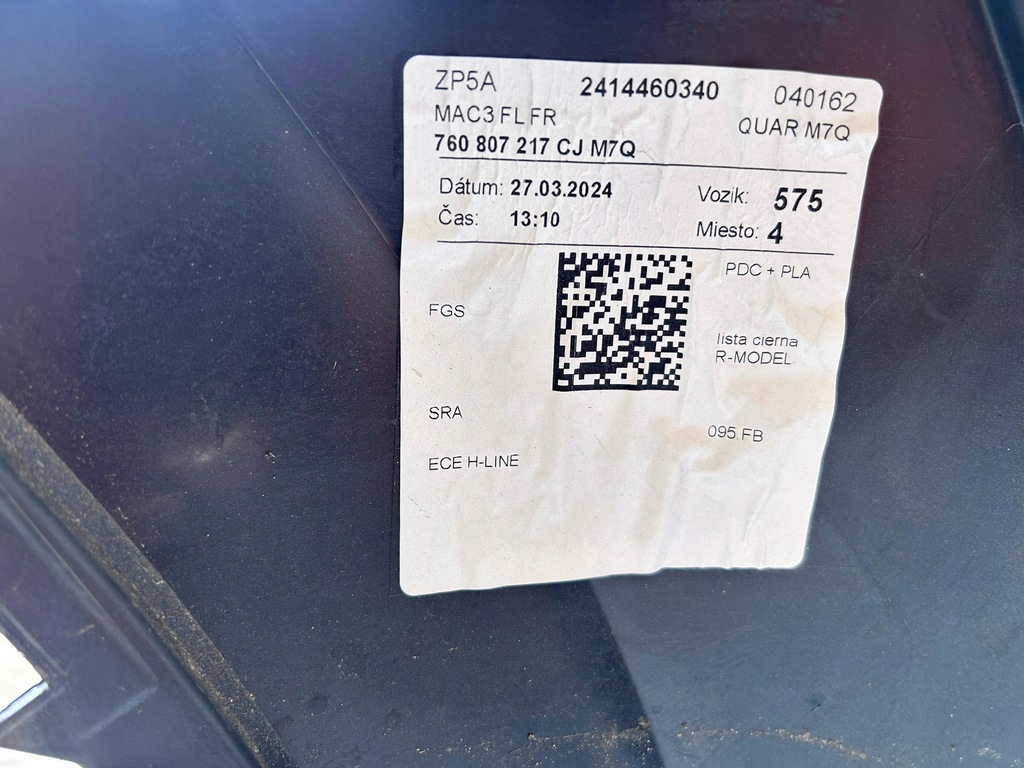 ZP5A 2414460340 040162
MAC3 FL FR QUAR M7Q
760 807 217 CJ M7Q
Dátum: 27.03.2024 Vozik: 575
Čas: 13:10 Miesto: 4
PDC + PLA
FGS
lista cierna
R-MODEL
SRA
095.FB
ECE H-LINE